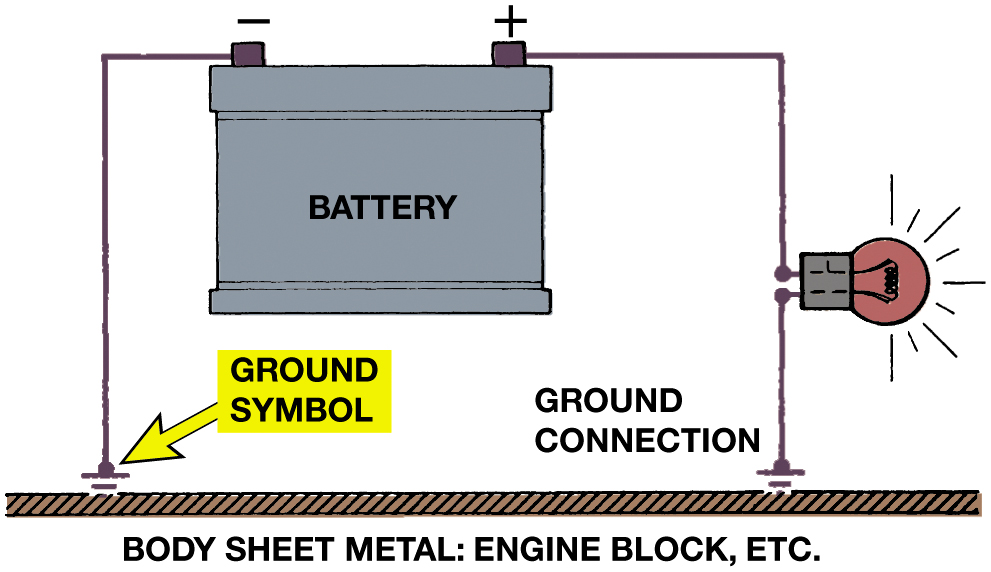 − +
BATTERY
GROUND
SYMBOL
GROUND
CONNECTION
BODY SHEET METAL: ENGINE BLOCK, ETC.